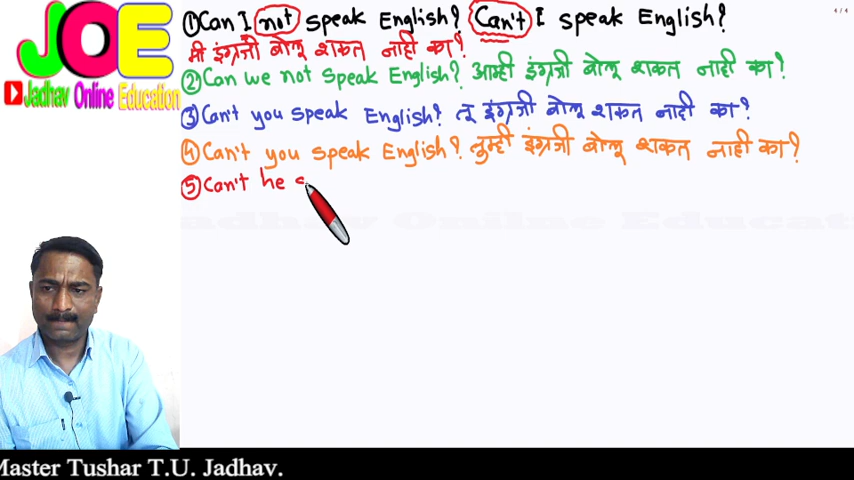 JOE
Jadhav Online Education
①Can I not speak English? Can't I speak English?
मी इंग्रजी बोलू शकत नाही का?
②Can we not speak English? आम्ही इंग्रजी बोलू शकत नाही का?
③Can't you speak English? तू इंग्रजी बोलू शकत नाही का?
④Can't you speak English? तुम्ही इंग्रजी बोलू शकत नाही का?
⑤Can't he s
4/4
Master Tushar T.U. Jadhav.